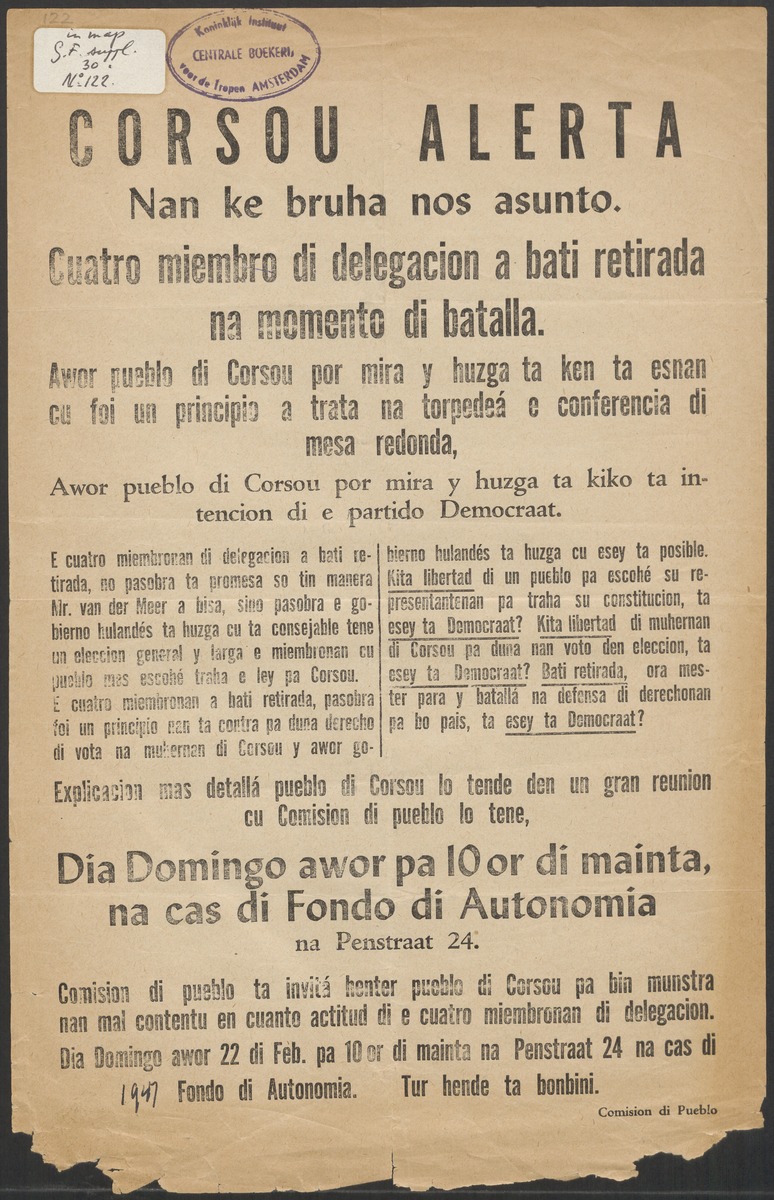 122
in map
G.F. suppl.
30 c
No 122.
Koninklijk Instituut
CENTRALE BOEKERIJ
voor de Tropen AMSTERDAM
CORSOU ALERTA
Nan ke bruha nos asunto.
Cuatro miembro di delegacion a bati retirada
na momento di batalla.
Awor pueblo di Corsou por mira y huzga ta ken ta esnan
cu foi un principio a trata na torpedeá e conferencia di
mesa redonda,
Awor pueblo di Corsou por mira y huzga ta kiko ta in-
tencion di e partido Democraat.
E cuatro miembronan di delegacion a bati re-
tirada, no pasobra ta promesa so tin manera
Mr. van der Meer a bisa, sino pasobra e go-
bierno hulandés ta huzga cu ta consejable tene
un eleccion general y larga e miembronan cu
pueblo mes escohé traha e ley pa Corsou.
E cuatro miembronan a bati retirada, pasobra
foi un principio nan ta contra pa duna derecho
di vota na muhernan di Corsou y awor go-
bierno hulandés ta huzga cu esey ta posible.
Kita libertad di un pueblo pa escohé su re-
presentantenan pa traha su constitucion, ta
esey ta Democraat? Kita libertad di muhernan
di Corsou pa duna nan voto den eleccion, ta
esey ta Democraat? Bati retirada, ora mes-
ter para y batallá na defensa di derechonan
pa bo pais, ta esey ta Democraat?
Explicacion mas detallá pueblo di Corsou lo tende den un gran reunion
cu Comision di pueblo lo tene,
Dia Domingo awor pa 10 or di mainta,
na cas di Fondo di Autonomia
na Penstraat 24.
Comision di pueblo ta invitá henter pueblo di Corsou pa bin munstra
nan mal contentu en cuanto actitud di e cuatro miembronan di delegacion.
Dia Domingo awor 22 di Feb. pa 10 or di mainta na Penstraat 24 na cas di
1947 Fondo di Autonomia. Tur hende ta bonbini.
Comision di Pueblo